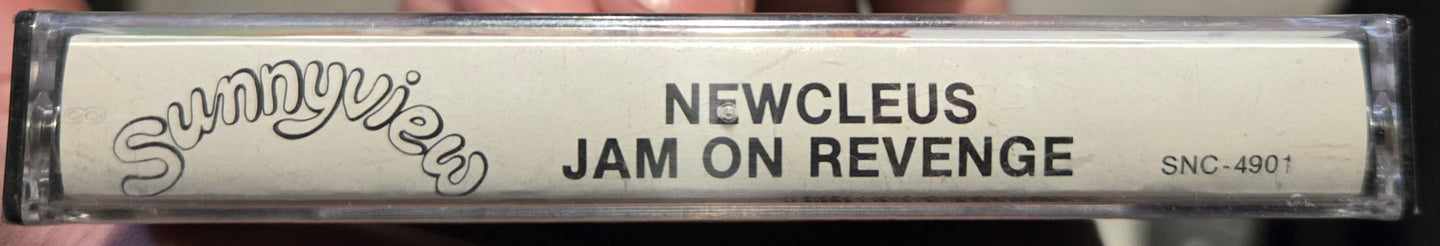 Sunnyview
NEWCLEUS
JAM ON REVENGE
SNC-4901